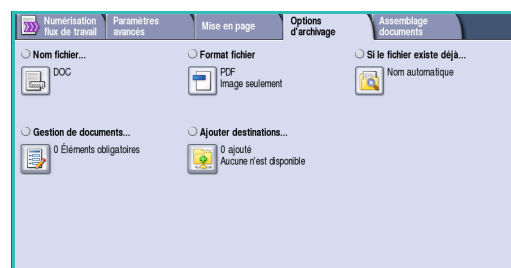 Numérisation flux de travail
Paramètres avancés
Mise en page
Options d'archivage
Assemblage documents
Nom fichier...
DOC
Format fichier
PDF
Image seulement
Si le fichier existe déjà...
Nom automatique
Gestion de documents...
0 Éléments obligatoires
Ajouter destinations...
0 ajouté
Aucune n'est disponible